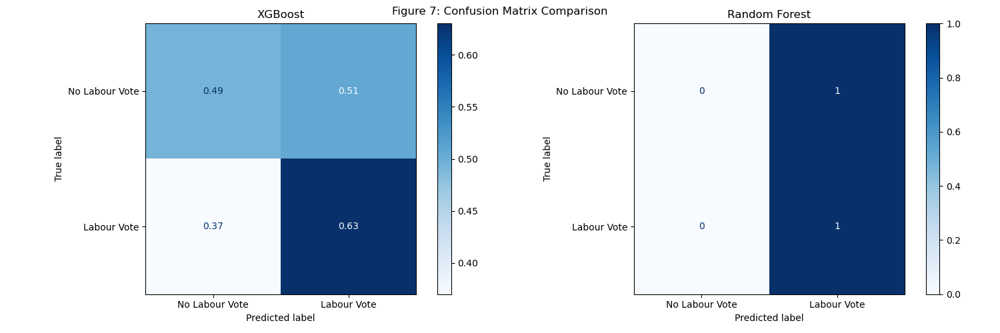 Figure 7: Confusion Matrix Comparison
XGBoost
No Labour Vote
0.49
0.51
Labour Vote
0.37
0.63
True label
No Labour Vote
Labour Vote
Predicted label
0.60
0.55
0.50
0.45
0.40
Random Forest
No Labour Vote
0
1
Labour Vote
0
1
True label
No Labour Vote
Labour Vote
Predicted label
1.0
0.8
0.6
0.4
0.2
0.0